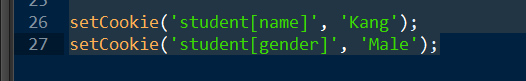 26 setCookie('student[name]', 'Kang');
27 setCookie('student[gender]', 'Male');